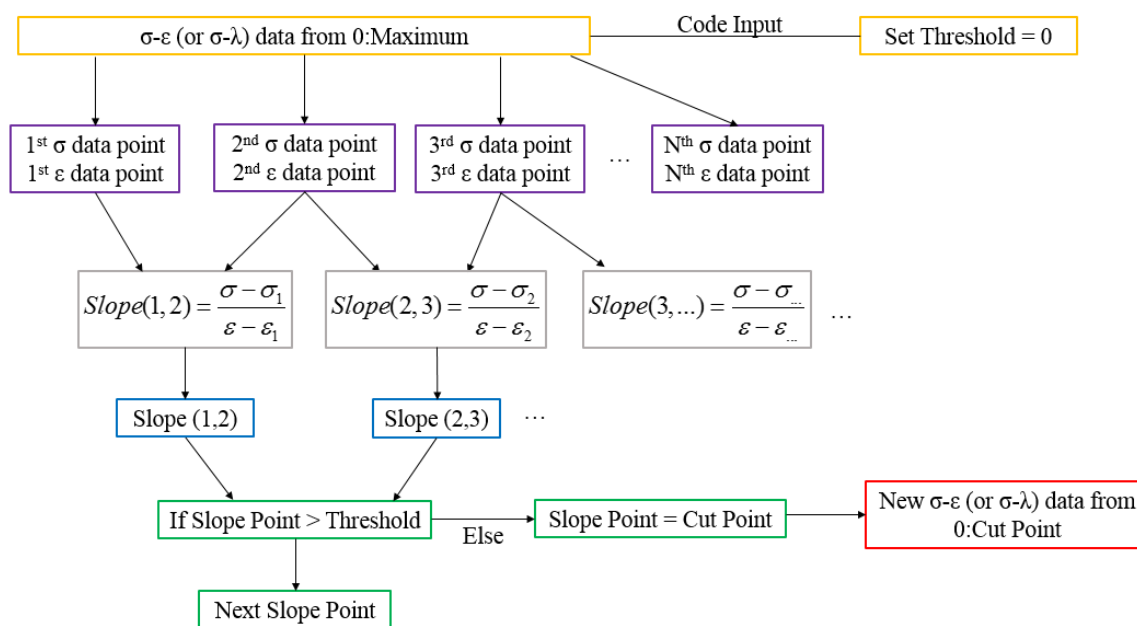 σ-ε (or σ-λ) data from 0:Maximum
Code Input
Set Threshold = 0
1st σ data point
1st ε data point
2nd σ data point
2nd ε data point
3rd σ data point
3rd ε data point
...
Nth σ data point
Nth ε data point
Slope(1,2) = (σ − σ1)/(ε − ε1)
Slope(2,3) = (σ − σ2)/(ε − ε2)
Slope(3,...) = (σ − σ...)/(ε − ε...)
...
Slope (1,2)
Slope (2,3)
...
If Slope Point > Threshold
Else
Slope Point = Cut Point
New σ-ε (or σ-λ) data from
0:Cut Point
Next Slope Point